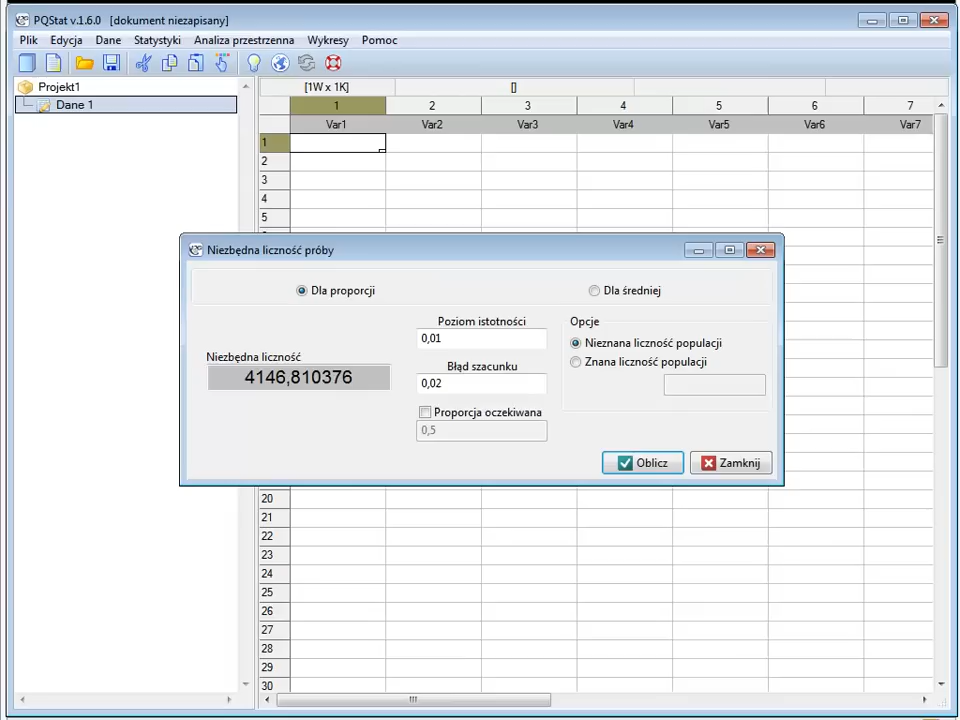 PQStat v.1.6.0 [dokument niezapisany]
Plik Edycja Dane Statystyki Analiza przestrzenna Wykresy Pomoc
Projekt1
Dane 1
[1W x 1K] []
1 2 3 4 5 6 7
Var1 Var2 Var3 Var4 Var5 Var6 Var7
1
2
3
4
5
Niezbędna liczność próby
Dla proporcji Dla średniej
Poziom istotności
0,01
Błąd szacunku
0,02
Proporcja oczekiwana
0,5
Niezbędna liczność
4146,810376
Opcje
Nieznana liczność populacji
Znana liczność populacji
Oblicz Zamknij
20
21
22
23
24
25
26
27
28
29
30